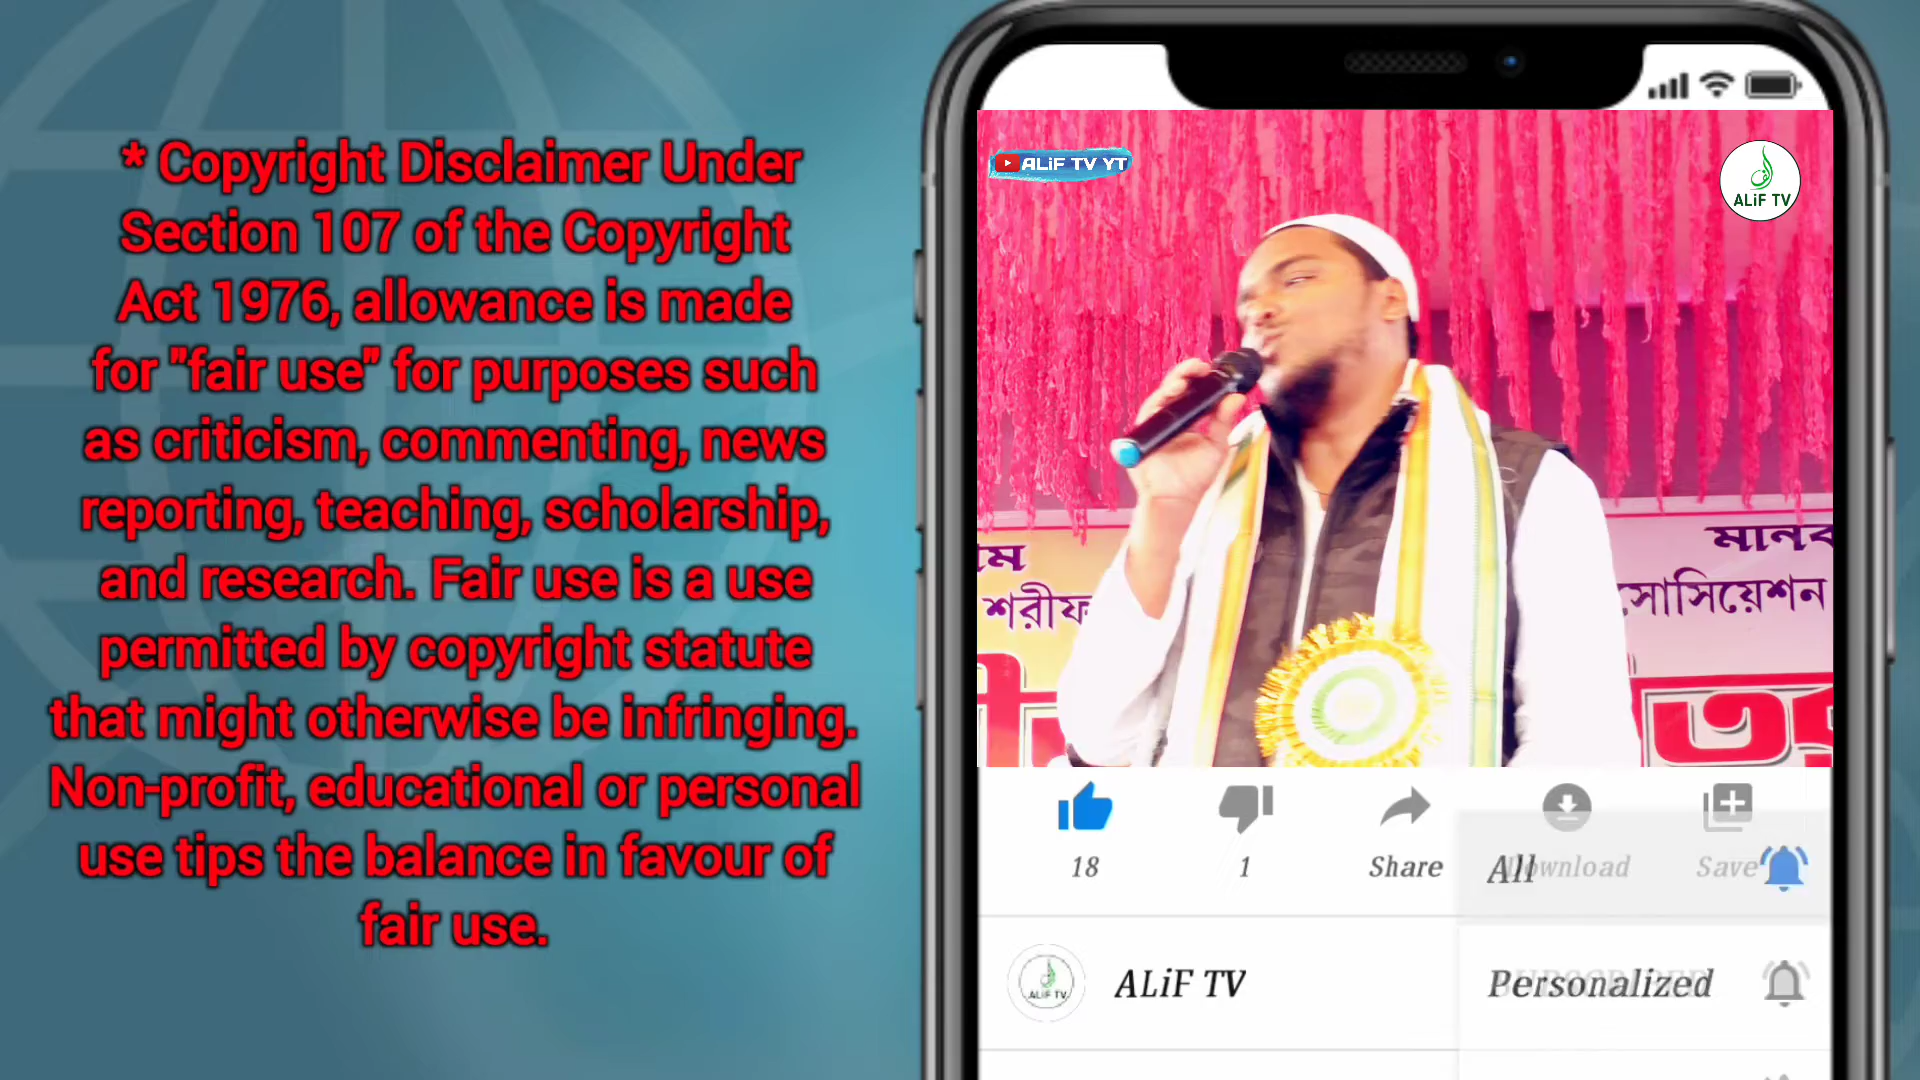 * Copyright Disclaimer Under
Section 107 of the Copyright
Act 1976, allowance is made
for "fair use" for purposes such
as criticism, commenting, news
reporting, teaching, scholarship,
and research. Fair use is a use
permitted by copyright statute
that might otherwise be infringing.
Non-profit, educational or personal
use tips the balance in favour of
fair use.
ALiF TV YT
ALiF TV
শরীফ
সোসিয়েশন
18
1
Share
Download
Save
All
ALiF TV
ALiF TV
Personalized